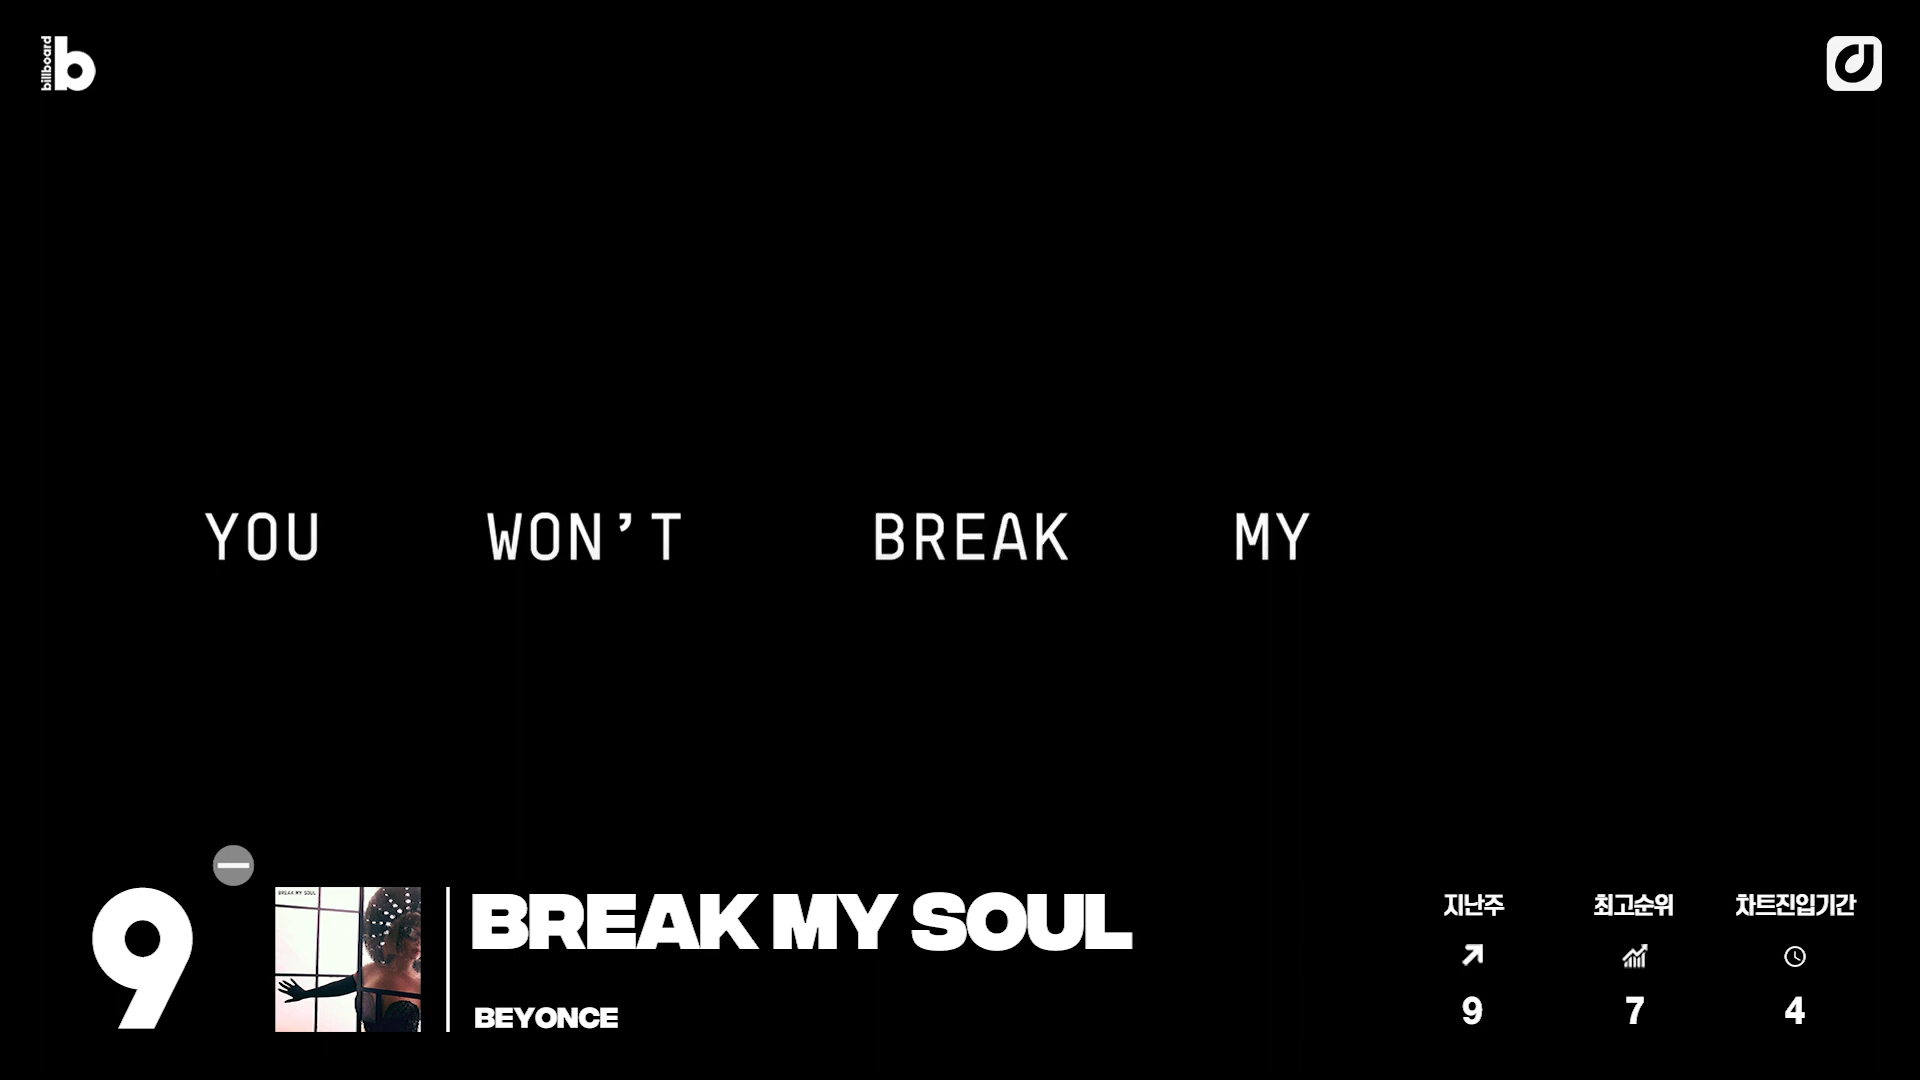 billboard
b
YOU WON’T BREAK MY
9
BREAK MY SOUL
BREAK MY SOUL
BEYONCE
지난주 최고순위 차트진입기간
9 7 4